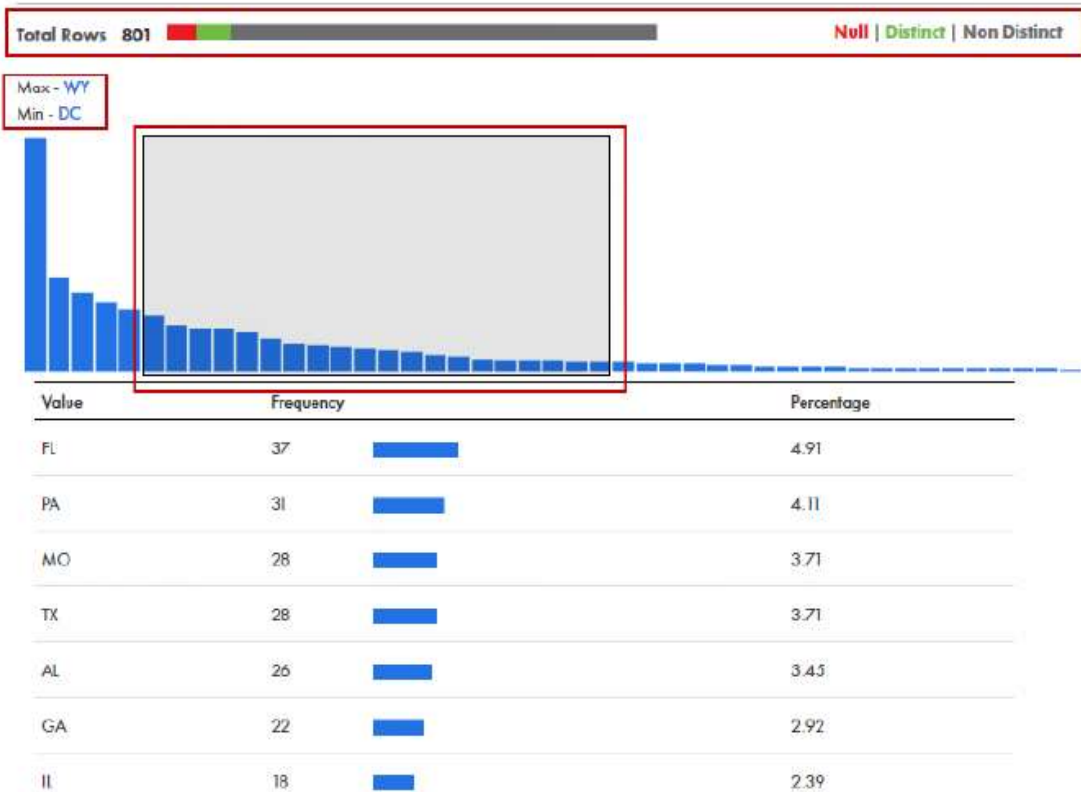 Total Rows 801 Null | Distinct | Non Distinct
Max - WY
Min - DC
Value Frequency Percentage
FL 37 4.91
PA 31 4.11
MO 28 3.71
TX 28 3.71
AL 26 3.45
GA 22 2.92
IL 18 2.39